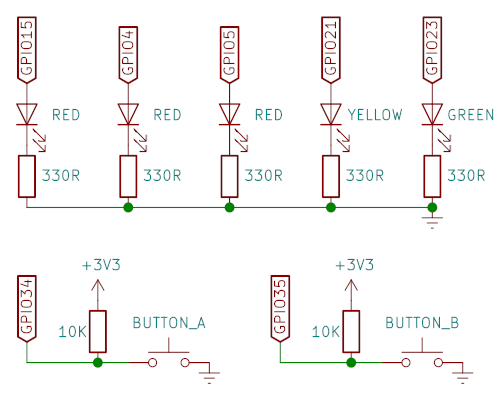 GPIO15 GPIO4 GPIO5 GPIO21 GPIO23
RED RED RED YELLOW GREEN
330R 330R 330R 330R 330R
+3V3 +3V3
GPIO34 GPIO35
10K BUTTON_A 10K BUTTON_B